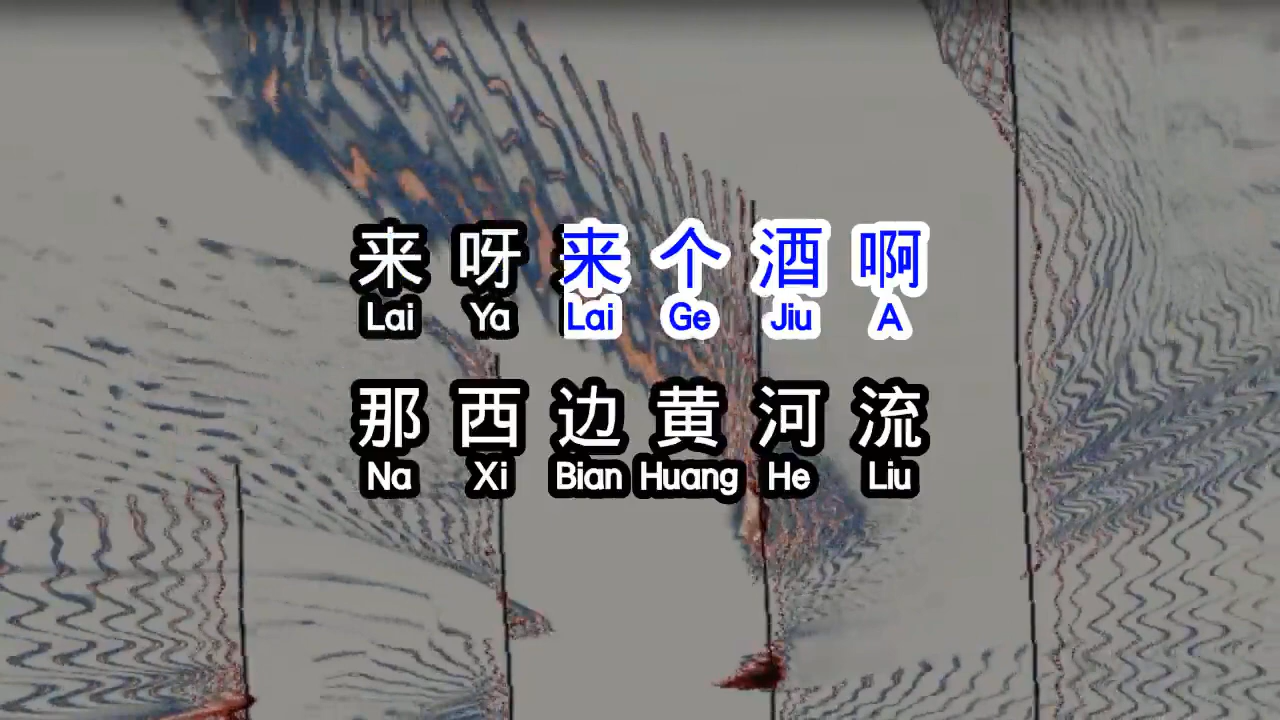 来 呀 来 个 酒 啊
Lai Ya Lai Ge Jiu A
那 西 边 黄 河 流
Na Xi Bian Huang He Liu